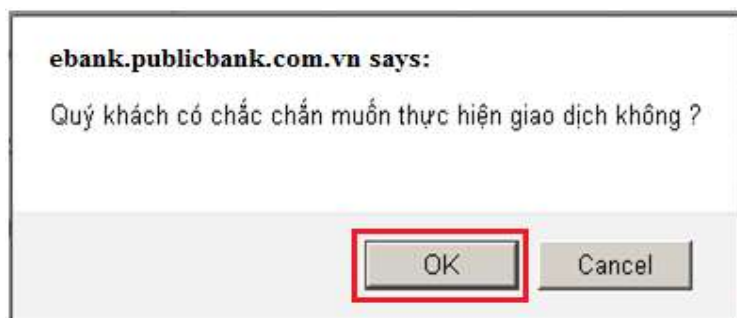 ebank.publicbank.com.vn says:
Quý khách có chắc chắn muốn thực hiện giao dịch không ?
OK Cancel